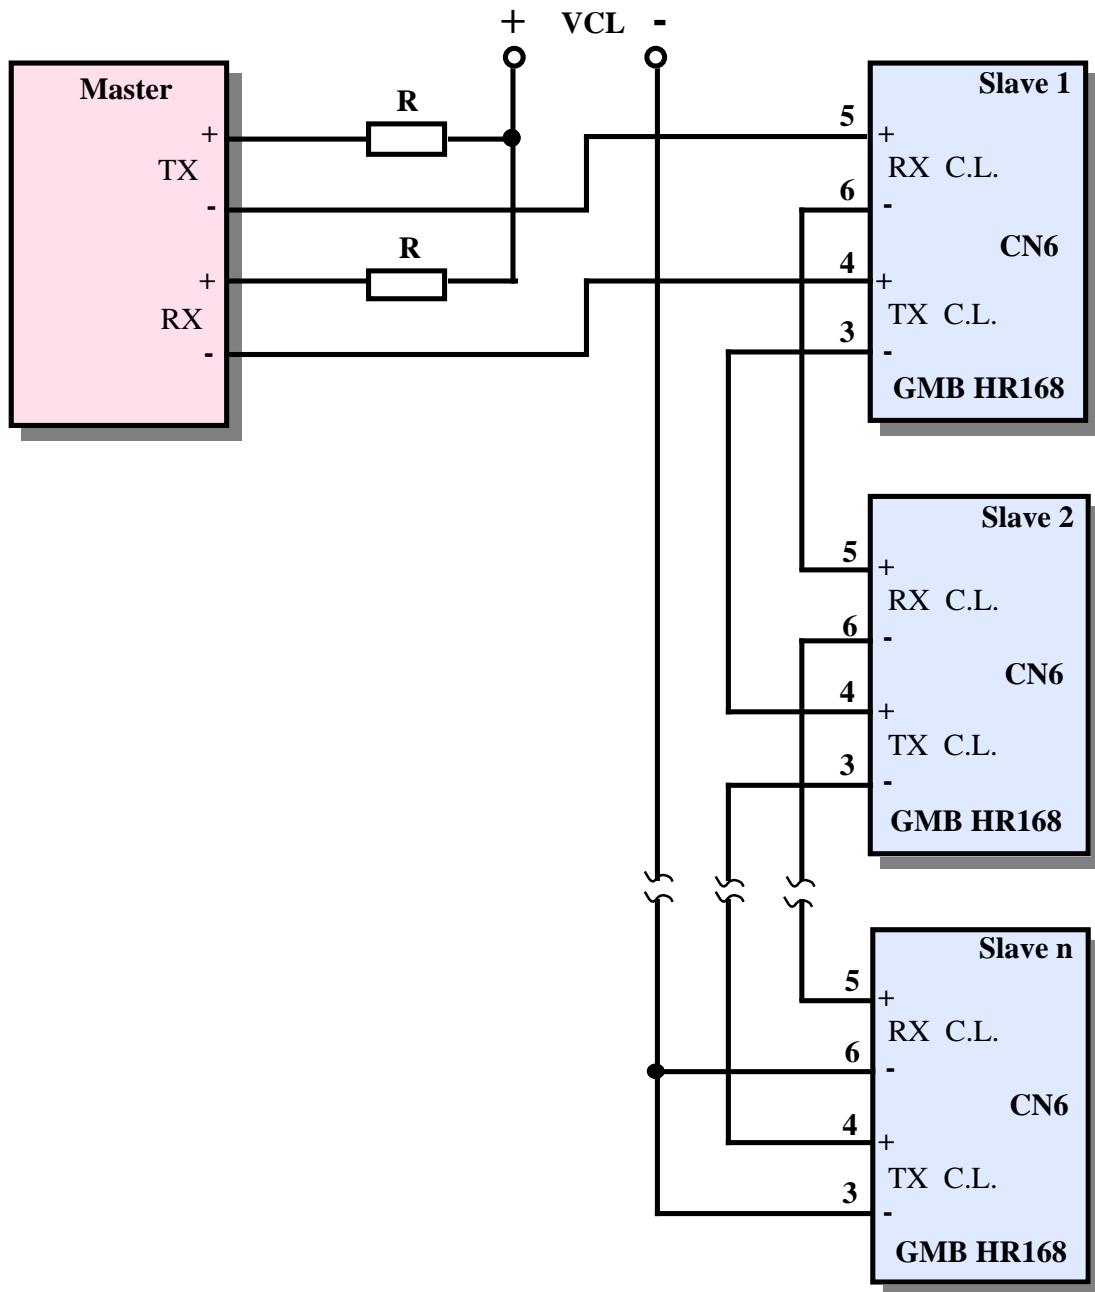 + VCL -
Master
+
TX
-
+
RX
-
R
R
Slave 1
5
+
RX C.L.
6
-
CN6
4
+
TX C.L.
3
-
GMB HR168
Slave 2
5
+
RX C.L.
6
-
CN6
4
+
TX C.L.
3
-
GMB HR168
Slave n
5
+
RX C.L.
6
-
CN6
4
+
TX C.L.
3
-
GMB HR168